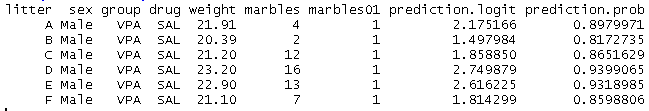 litter sex group drug weight marbles marbles01 prediction.logit prediction.prob
A Male VPA SAL 21.91 4 1 2.175166 0.8979971
B Male VPA SAL 20.39 2 1 1.497984 0.8172735
C Male VPA SAL 21.20 12 1 1.858850 0.8651629
D Male VPA SAL 23.20 16 1 2.749879 0.9399065
E Male VPA SAL 22.90 13 1 2.616225 0.9318985
F Male VPA SAL 21.10 7 1 1.814299 0.8598806